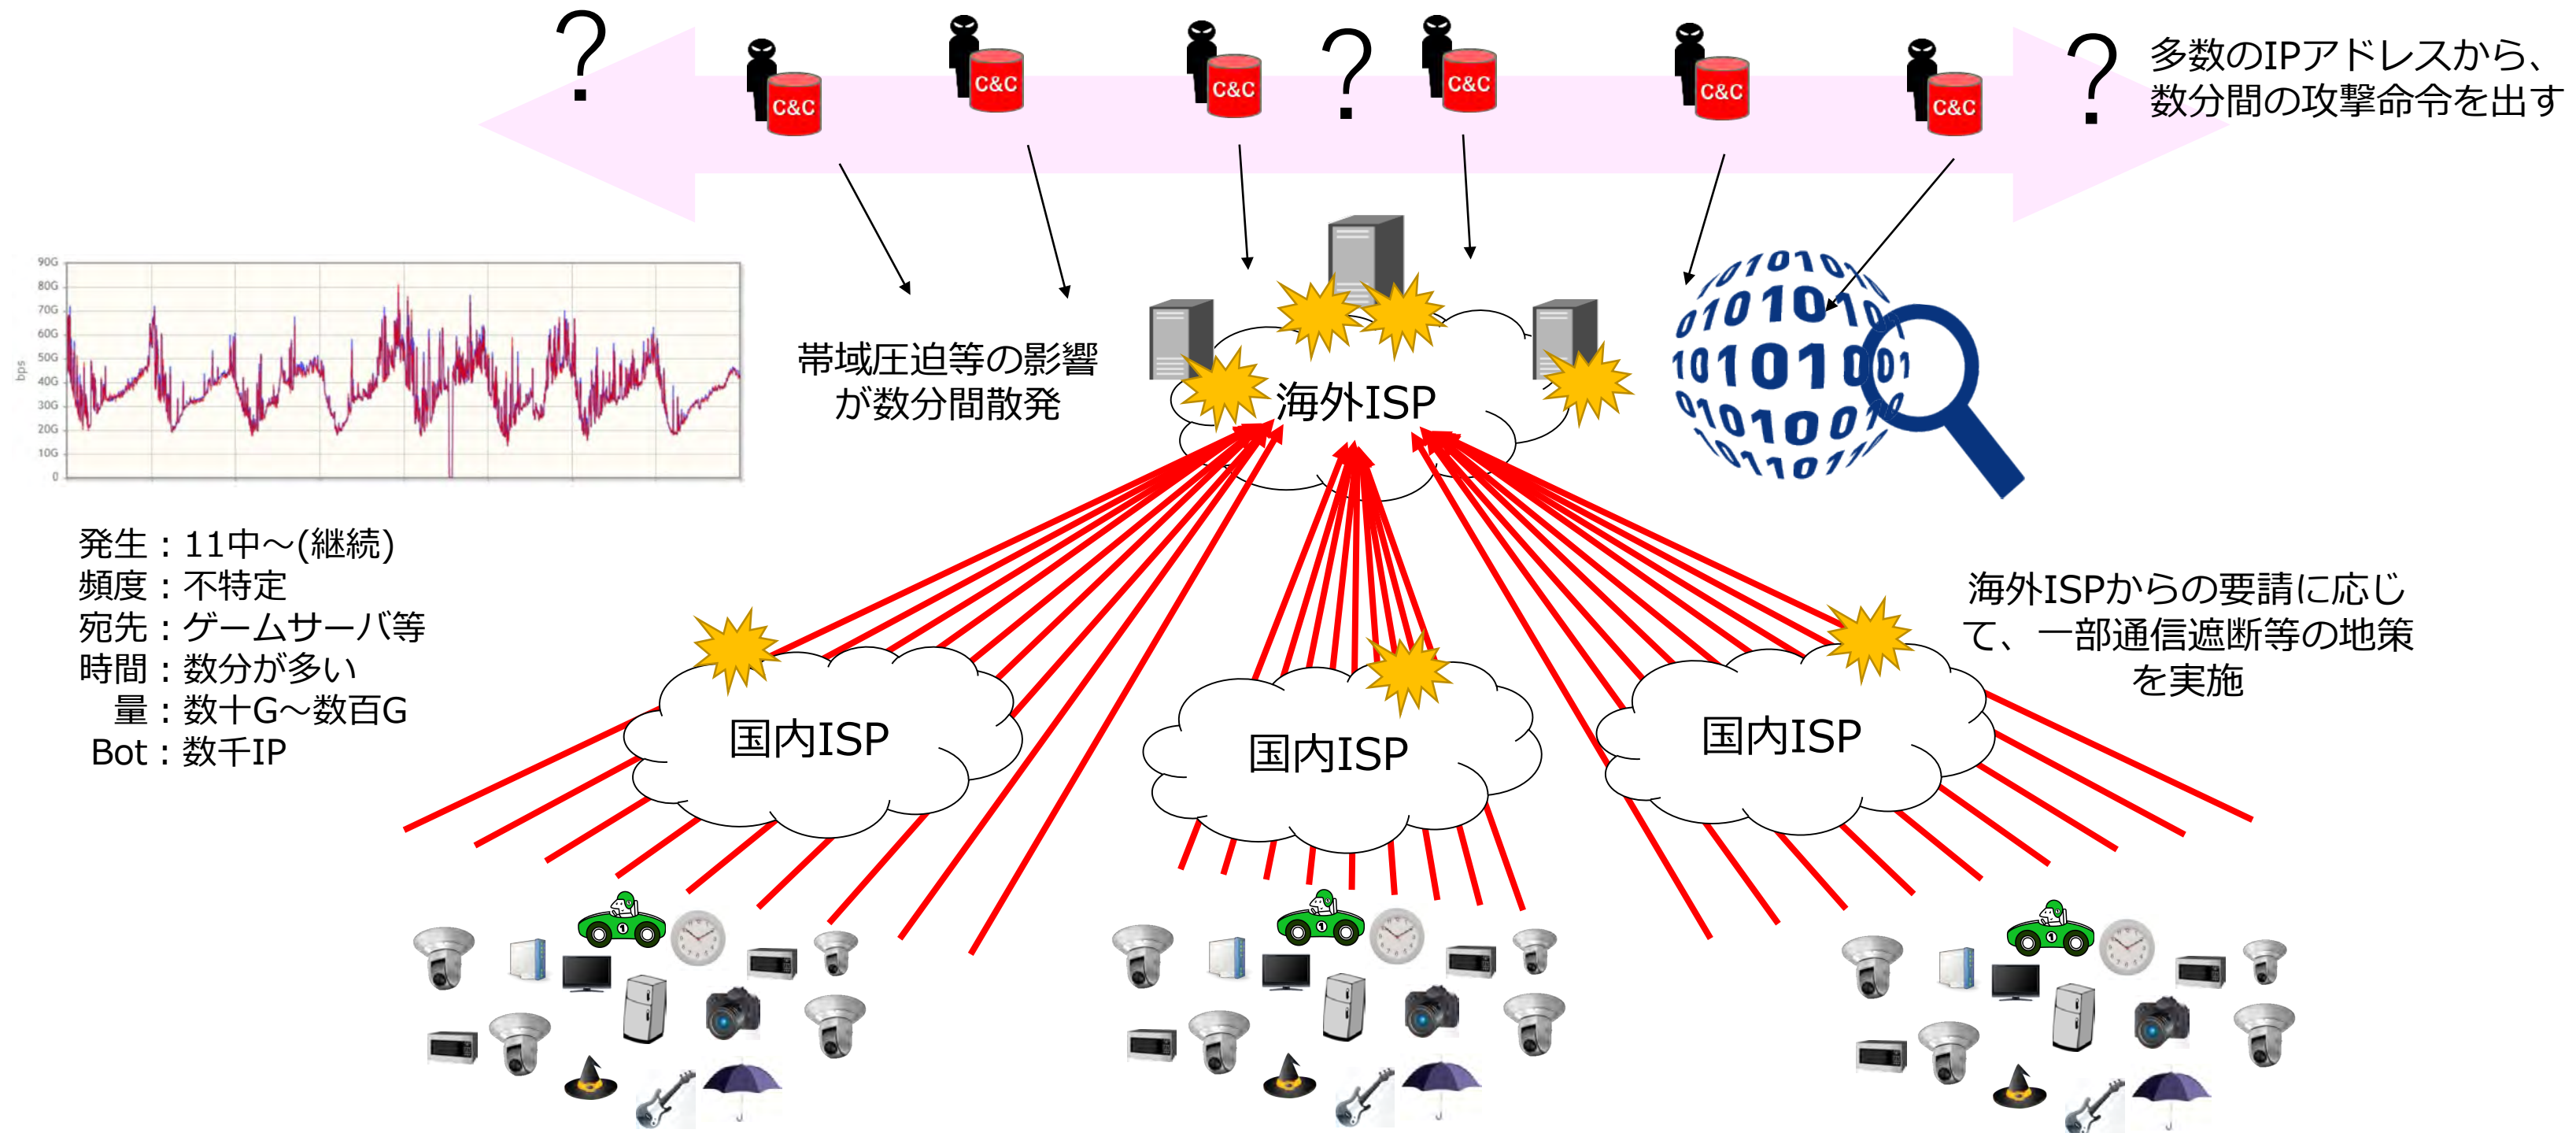 ?
?
?
C&C
C&C
C&C
C&C
C&C
C&C
多数のIPアドレスから、
数分間の攻撃命令を出す
90G
80G
70G
60G
50G
40G
30G
20G
10G
0
bps
帯域圧迫等の影響
が数分間散発
海外ISP
010101
0101010
101010001
01010001
発生：11中～(継続)
頻度：不特定
宛先：ゲームサーバ等
時間：数分が多い
量：数十G～数百G
Bot：数千IP
海外ISPからの要請に応じ
て、一部通信遮断等の地策
を実施
国内ISP
国内ISP
国内ISP
1
1
1